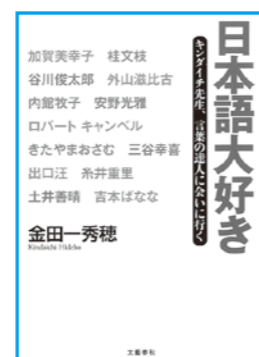 日本語大好き
キンダイチ先生、言葉の達人に会いに行く
加賀美幸子 桂文枝
谷川俊太郎 外山滋比古
内館牧子 安野光雅
ロバート キャンベル
きたやまおさむ 三谷幸喜
出口汪 糸井重里
土井善晴 吉本ばなな
金田一秀穂
Kindaichi Hideho
文藝春秋